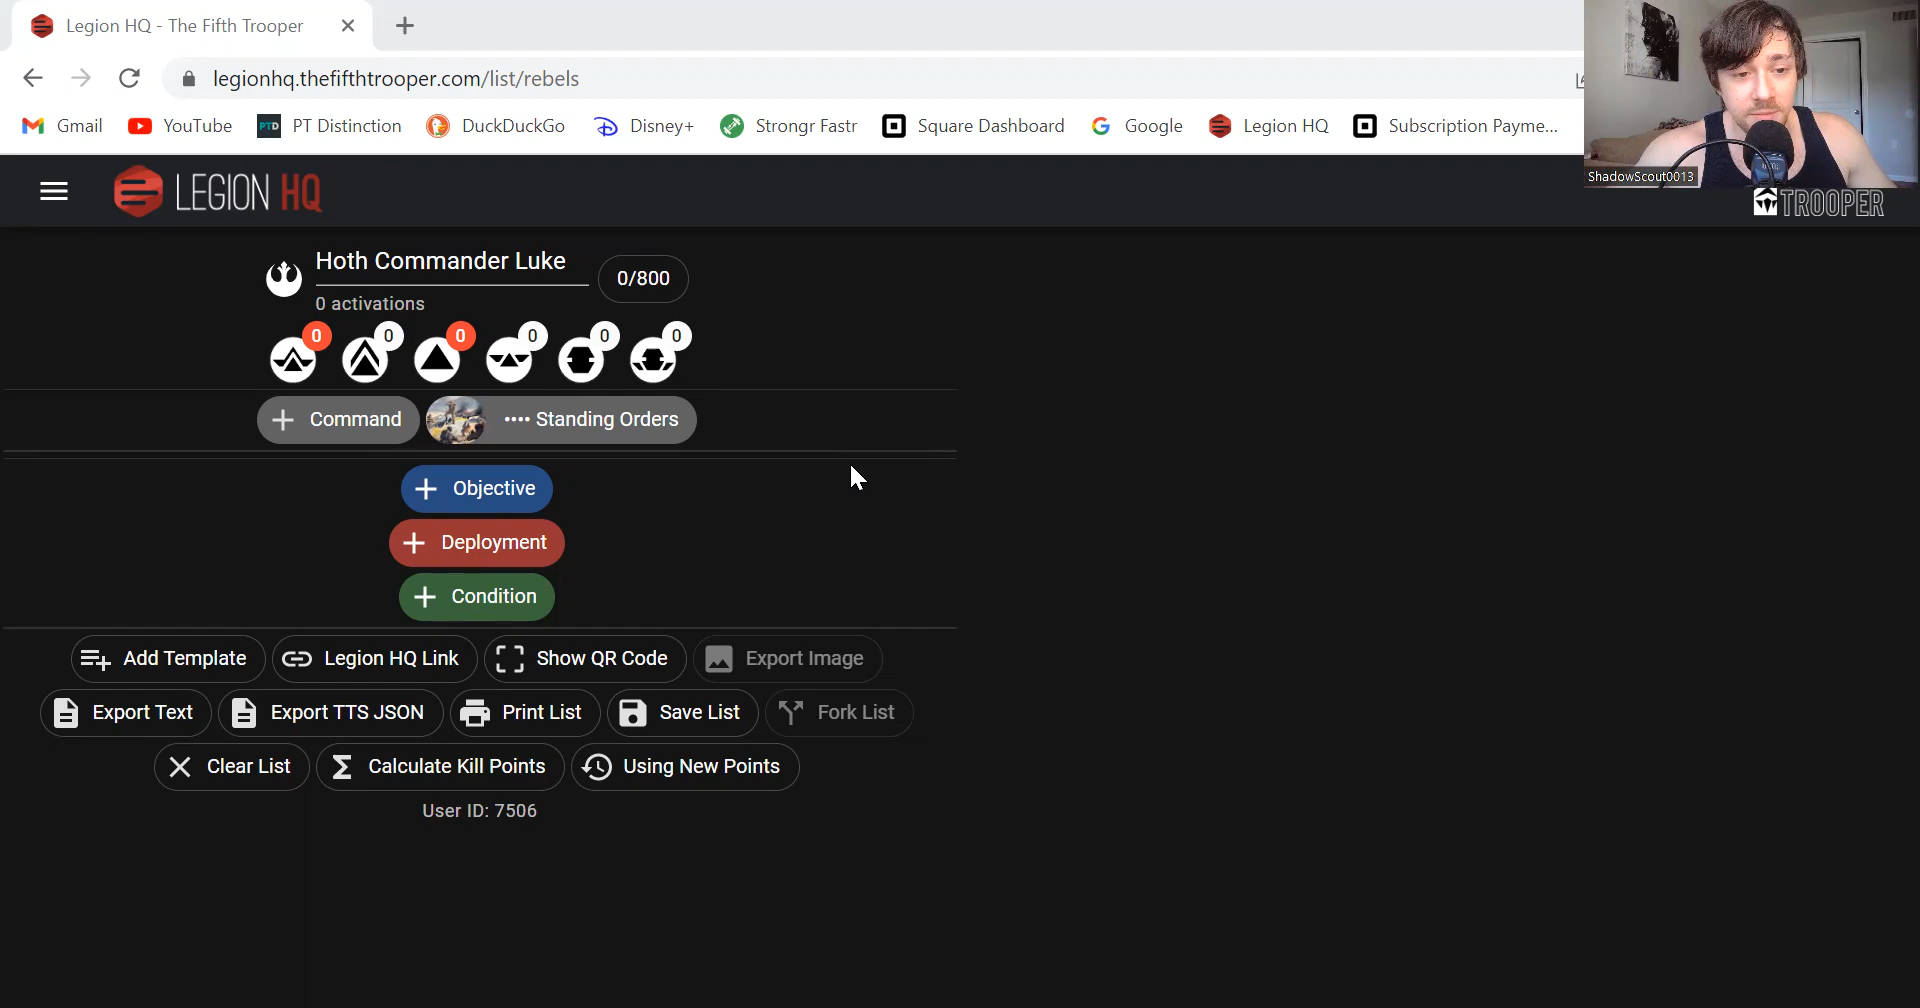 Legion HQ - The Fifth Trooper
legionhq.thefifthtrooper.com/list/rebels
Gmail
YouTube
PTD
PT Distinction
DuckDuckGo
Disney+
Strongr Fastr
Square Dashboard
Google
Legion HQ
Subscription Payme...
ShadowScout0013
LEGION HQ
TROOPER
Hoth Commander Luke
0/800
0 activations
0 0 0 0 0 0
Command
•••• Standing Orders
Objective
Deployment
Condition
Add Template
Legion HQ Link
Show QR Code
Export Image
Export Text
Export TTS JSON
Print List
Save List
Fork List
Clear List
Calculate Kill Points
Using New Points
User ID: 7506